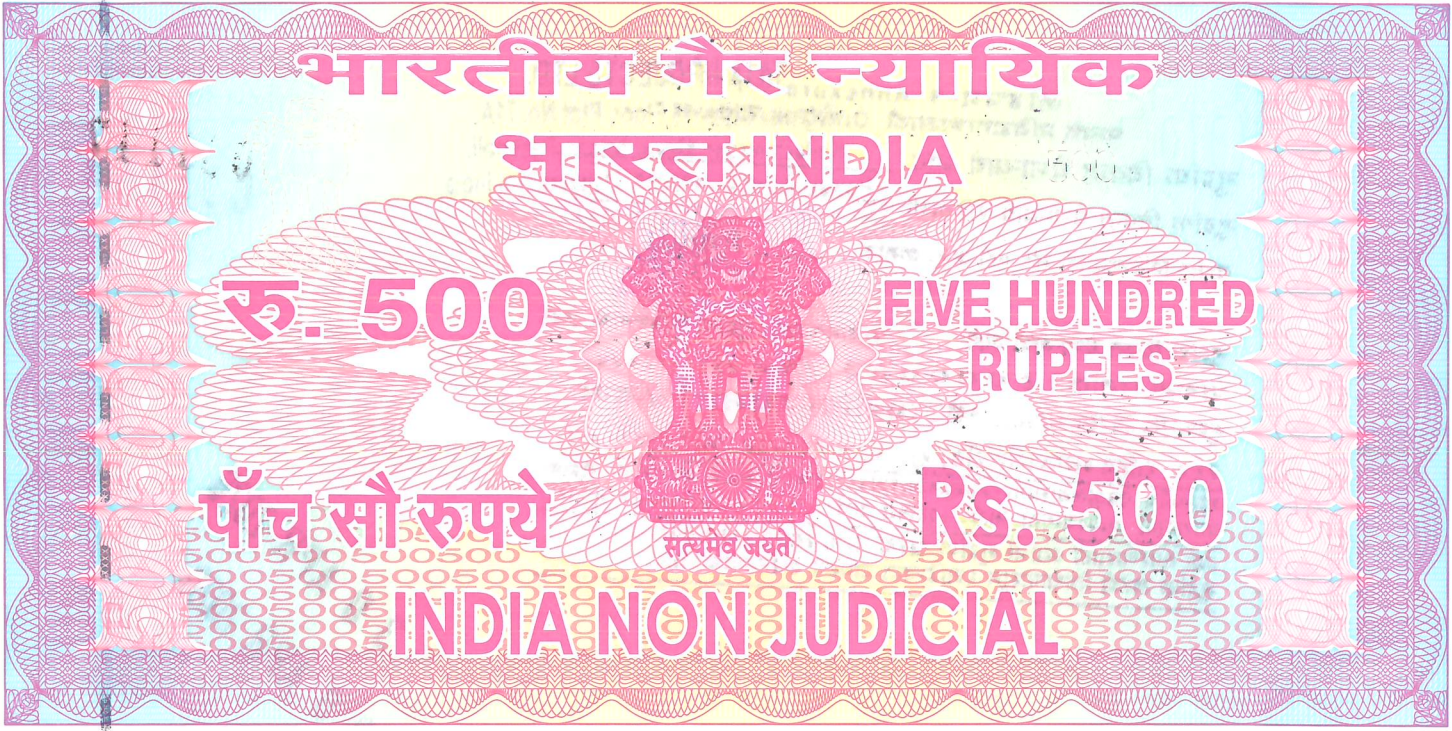 भारतीय गैर न्यायिक
भारत INDIA
रु. 500
FIVE HUNDRED
RUPEES
पाँच सौ रुपये
Rs. 500
सत्यमेव जयते
INDIA NON JUDICIAL